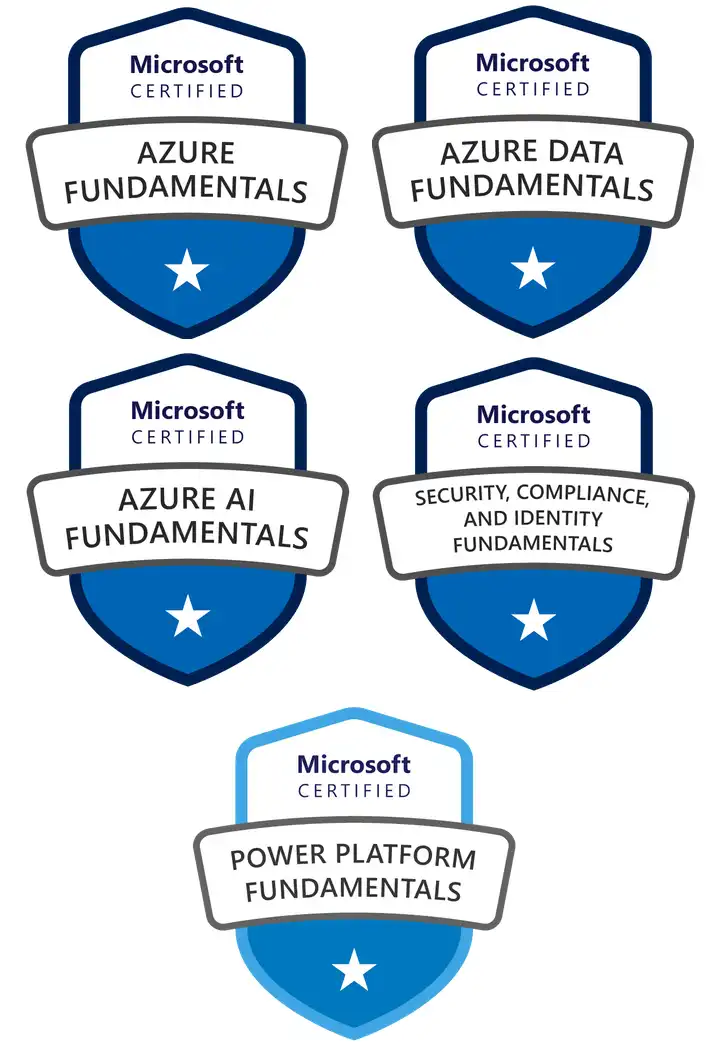 Microsoft
CERTIFIED
AZURE
FUNDAMENTALS
Microsoft
CERTIFIED
AZURE DATA
FUNDAMENTALS
Microsoft
CERTIFIED
AZURE AI
FUNDAMENTALS
Microsoft
CERTIFIED
SECURITY, COMPLIANCE,
AND IDENTITY
FUNDAMENTALS
Microsoft
CERTIFIED
POWER PLATFORM
FUNDAMENTALS